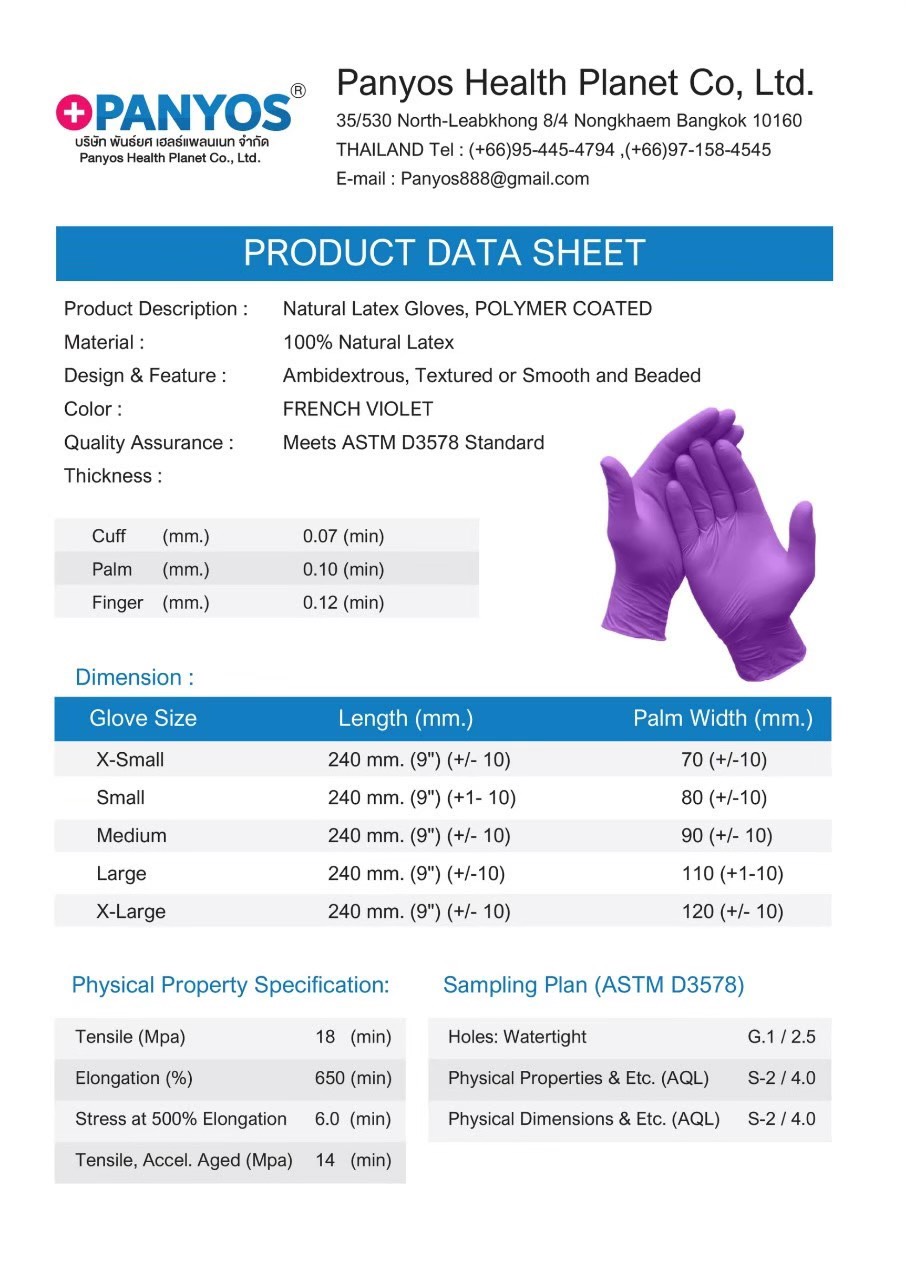 PANYOS®
บริษัท พันธ์ยศ เฮลธ์แพลนเนท จำกัด
Panyos Health Planet Co., Ltd.
Panyos Health Planet Co, Ltd.
35/530 North-Leabkhong 8/4 Nongkhaem Bangkok 10160
THAILAND Tel : (+66)95-445-4794 ,(+66)97-158-4545
E-mail : Panyos888@gmail.com
PRODUCT DATA SHEET
Product Description : Natural Latex Gloves, POLYMER COATED
Material : 100% Natural Latex
Design & Feature : Ambidextrous, Textured or Smooth and Beaded
Color : FRENCH VIOLET
Quality Assurance : Meets ASTM D3578 Standard
Thickness :
Cuff (mm.) 0.07 (min)
Palm (mm.) 0.10 (min)
Finger (mm.) 0.12 (min)
Dimension :
Glove Size Length (mm.) Palm Width (mm.)
X-Small 240 mm. (9") (+/- 10) 70 (+/-10)
Small 240 mm. (9") (+1- 10) 80 (+/-10)
Medium 240 mm. (9") (+/- 10) 90 (+/- 10)
Large 240 mm. (9") (+/-10) 110 (+1-10)
X-Large 240 mm. (9") (+/- 10) 120 (+/- 10)
Physical Property Specification:
Tensile (Mpa) 18 (min)
Elongation (%) 650 (min)
Stress at 500% Elongation 6.0 (min)
Tensile, Accel. Aged (Mpa) 14 (min)
Sampling Plan (ASTM D3578)
Holes: Watertight G.1 / 2.5
Physical Properties & Etc. (AQL) S-2 / 4.0
Physical Dimensions & Etc. (AQL) S-2 / 4.0